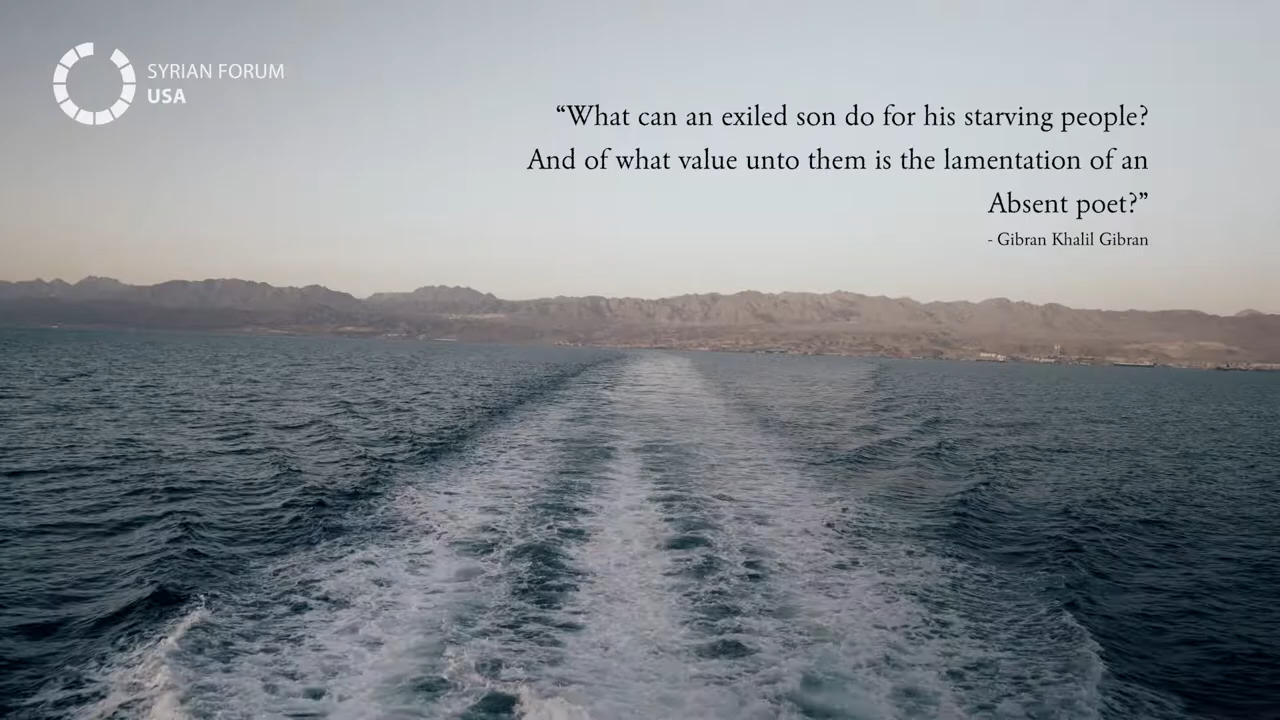 SYRIAN FORUM
USA
“What can an exiled son do for his starving people?
And of what value unto them is the lamentation of an
Absent poet?”
- Gibran Khalil Gibran